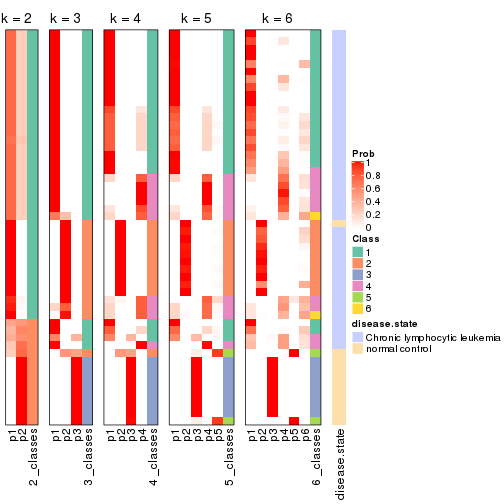 k = 2 k = 3 k = 4 k = 5 k = 6
Prob
1
0.8
0.6
0.4
0.2
0
Class
1
2
3
4
5
6
disease.state
Chronic lymphocytic leukemia
normal control
p1 p2 2_classes p1 p2 p3 3_classes p1 p2 p3 p4 4_classes p1 p2 p3 p4 p5 5_classes p1 p2 p3 p4 p5 p6 6_classes disease.state